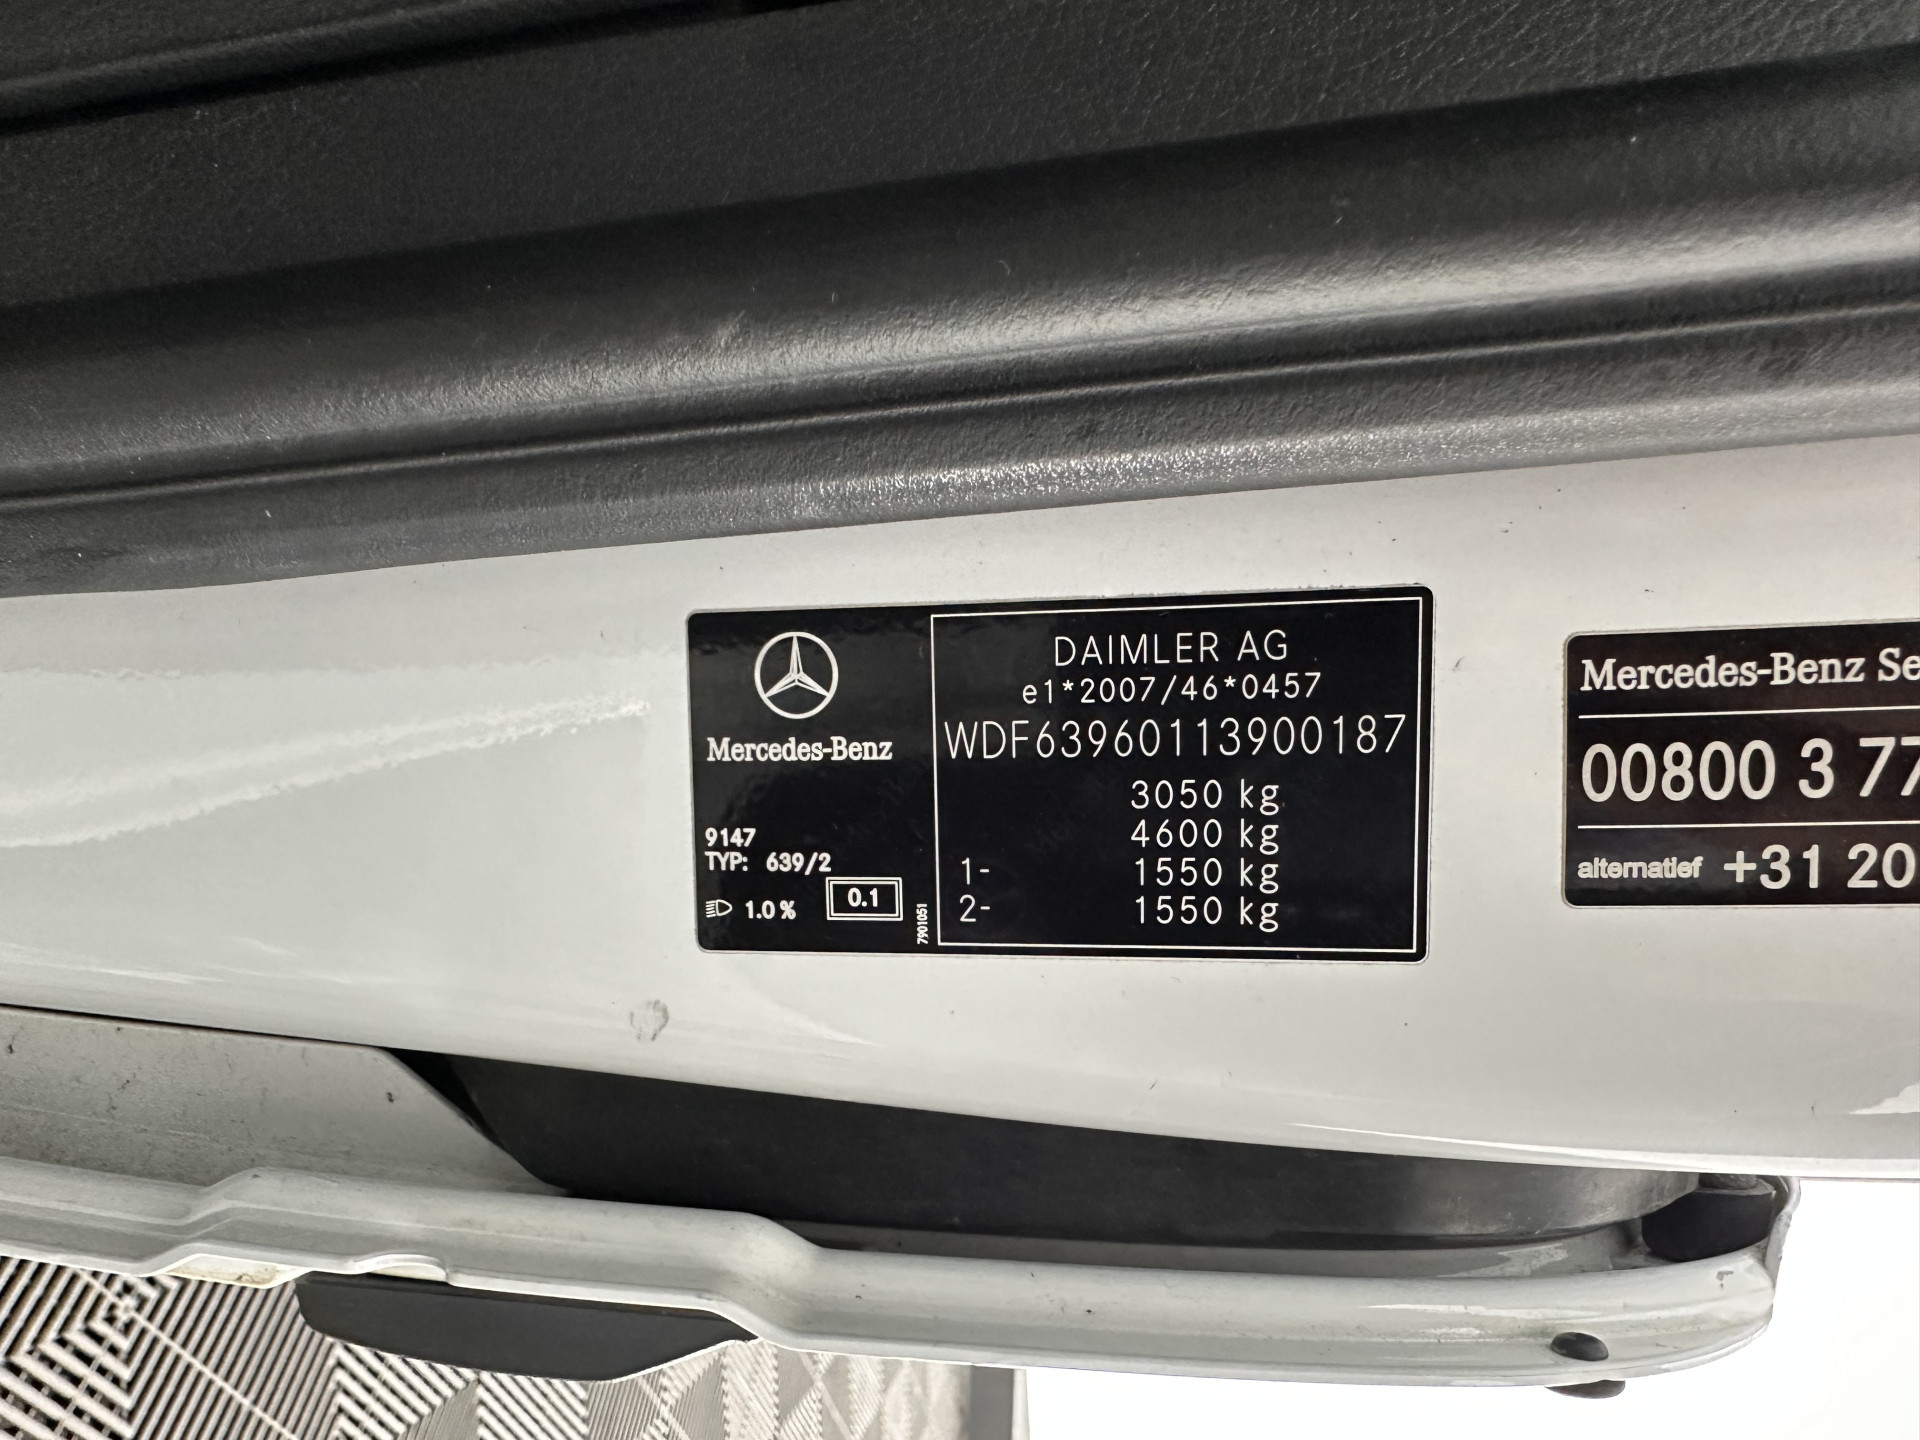 Mercedes-Benz
9147
TYP: 639/2
1.0 %
0.1
7901051
DAIMLER AG
e1*2007/46*0457
WDF63960113900187
3050 kg
4600 kg
1- 1550 kg
2- 1550 kg
Mercedes-Benz Se
00800 3 77
alternatief +31 20